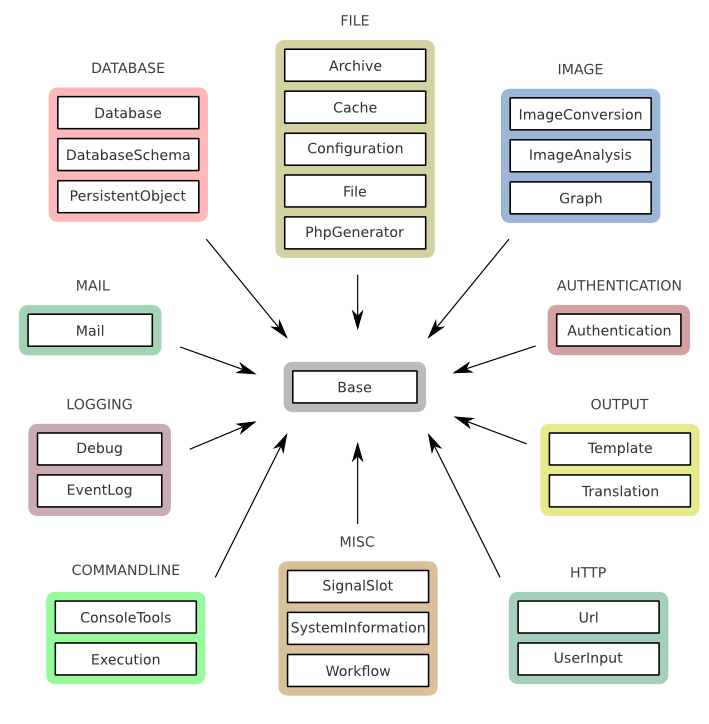 FILE
Archive
Cache
Configuration
File
PhpGenerator
DATABASE
Database
DatabaseSchema
PersistentObject
IMAGE
ImageConversion
ImageAnalysis
Graph
MAIL
Mail
AUTHENTICATION
Authentication
Base
LOGGING
Debug
EventLog
OUTPUT
Template
Translation
COMMANDLINE
ConsoleTools
Execution
MISC
SignalSlot
SystemInformation
Workflow
HTTP
Url
UserInput